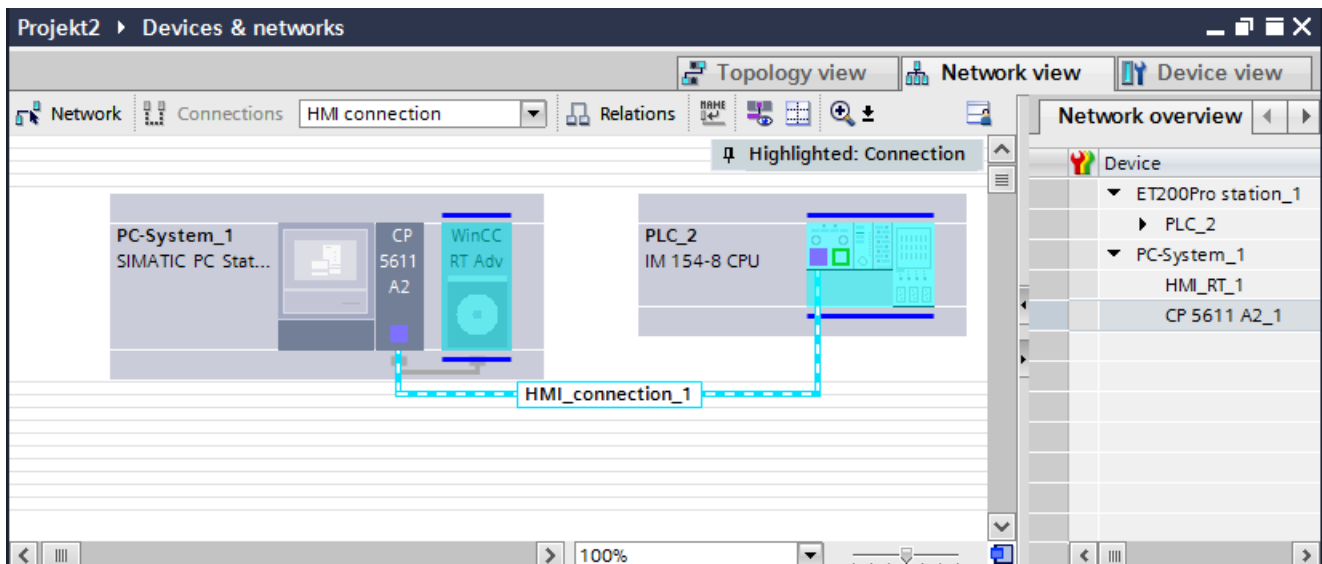 Projekt2 ▸ Devices & networks
Topology view
Network view
Device view
Network
Connections
HMI connection
Relations
NAME
Network overview
Highlighted: Connection
Device
PC-System_1
SIMATIC PC Stat...
CP
5611
A2
WinCC
RT Adv
PLC_2
IM 154-8 CPU
HMI_connection_1
ET200Pro station_1
PLC_2
PC-System_1
HMI_RT_1
CP 5611 A2_1
100%